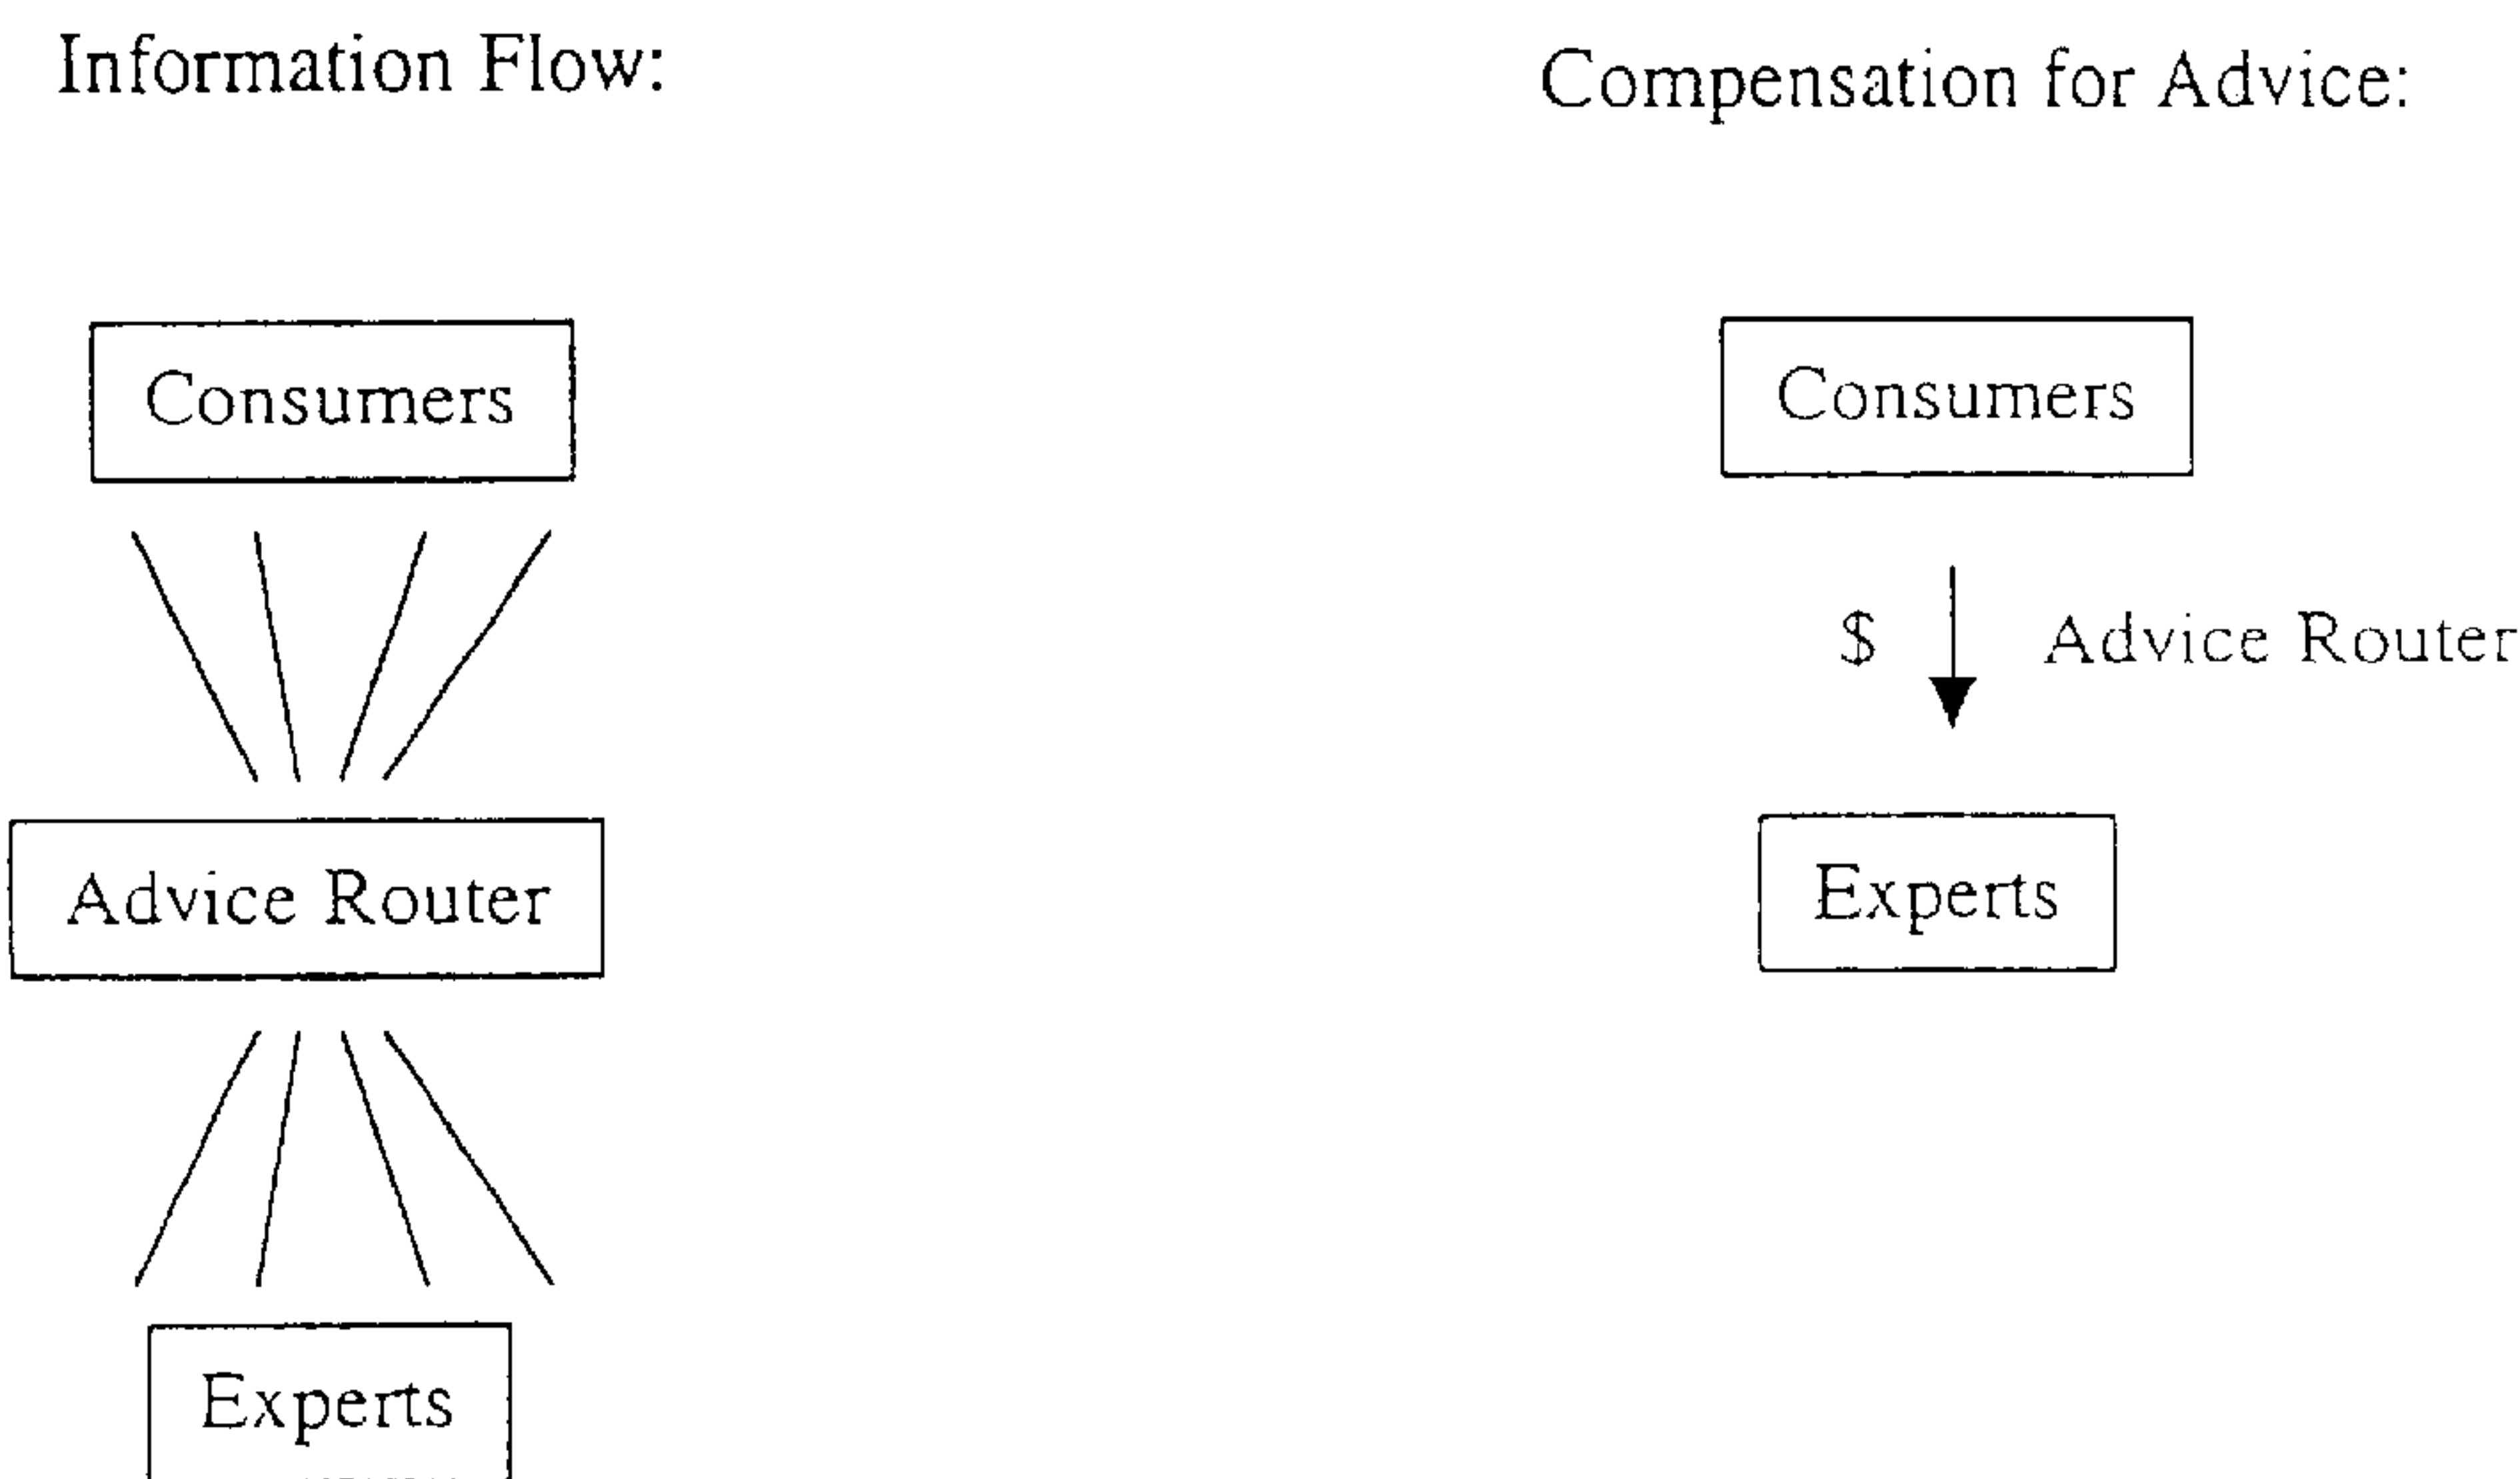 Information Flow:
Compensation for Advice:
Consumers
Consumers
$
Advice Router
Advice Router
Experts
Experts